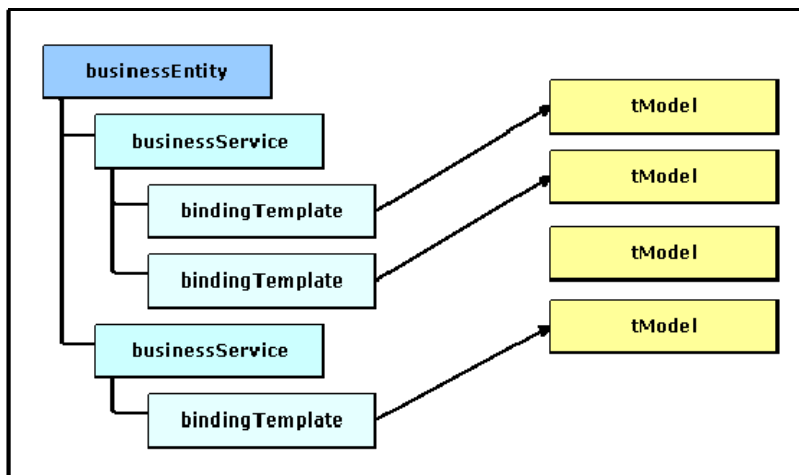 businessEntity
businessService
bindingTemplate
bindingTemplate
businessService
bindingTemplate
tModel
tModel
tModel
tModel